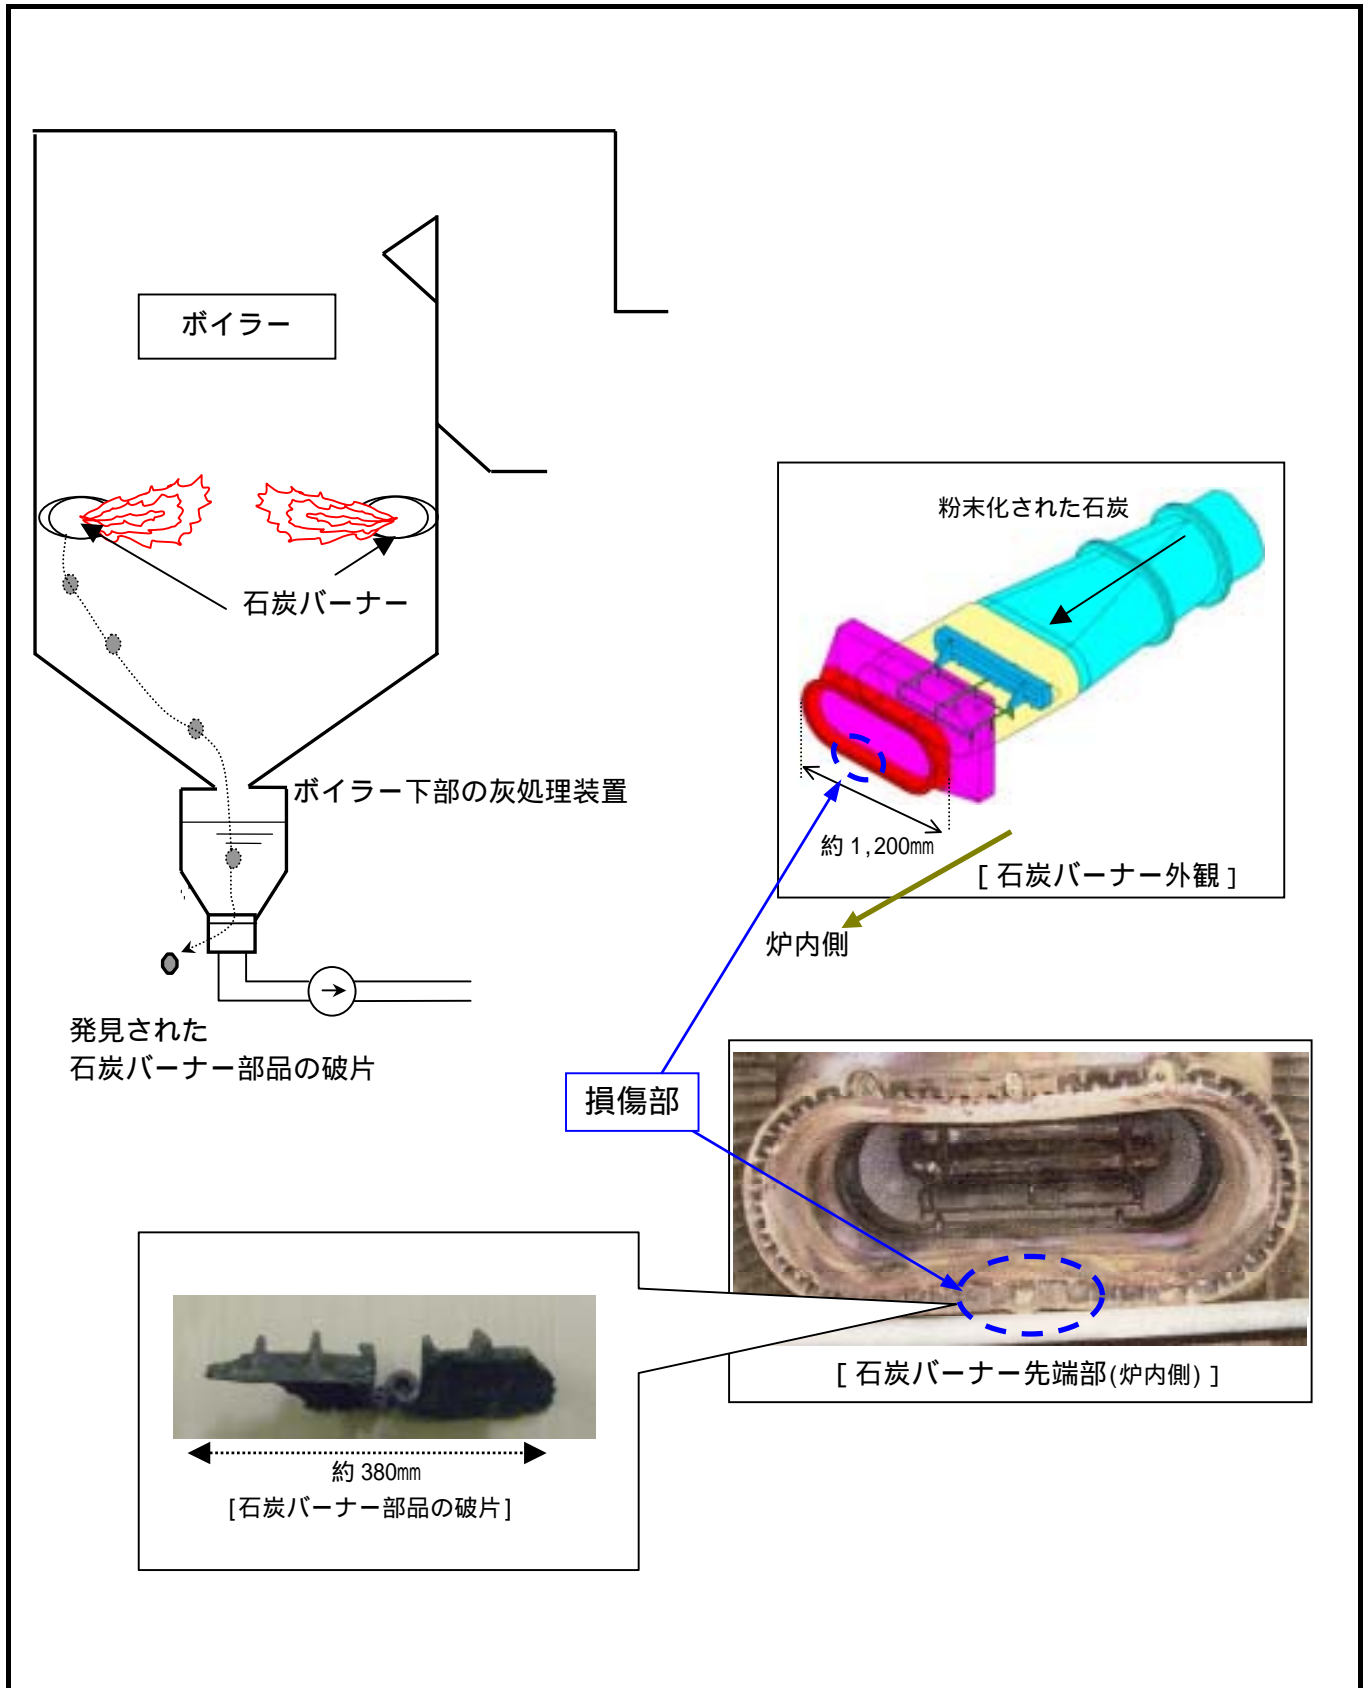 ボイラー
石炭バーナー
ボイラー下部の灰処理装置
発見された
石炭バーナー部品の破片
粉末化された石炭
約 1,200㎜
[ 石炭バーナー外観 ]
炉内側
損傷部
[ 石炭バーナー先端部(炉内側) ]
約 380㎜
[石炭バーナー部品の破片]